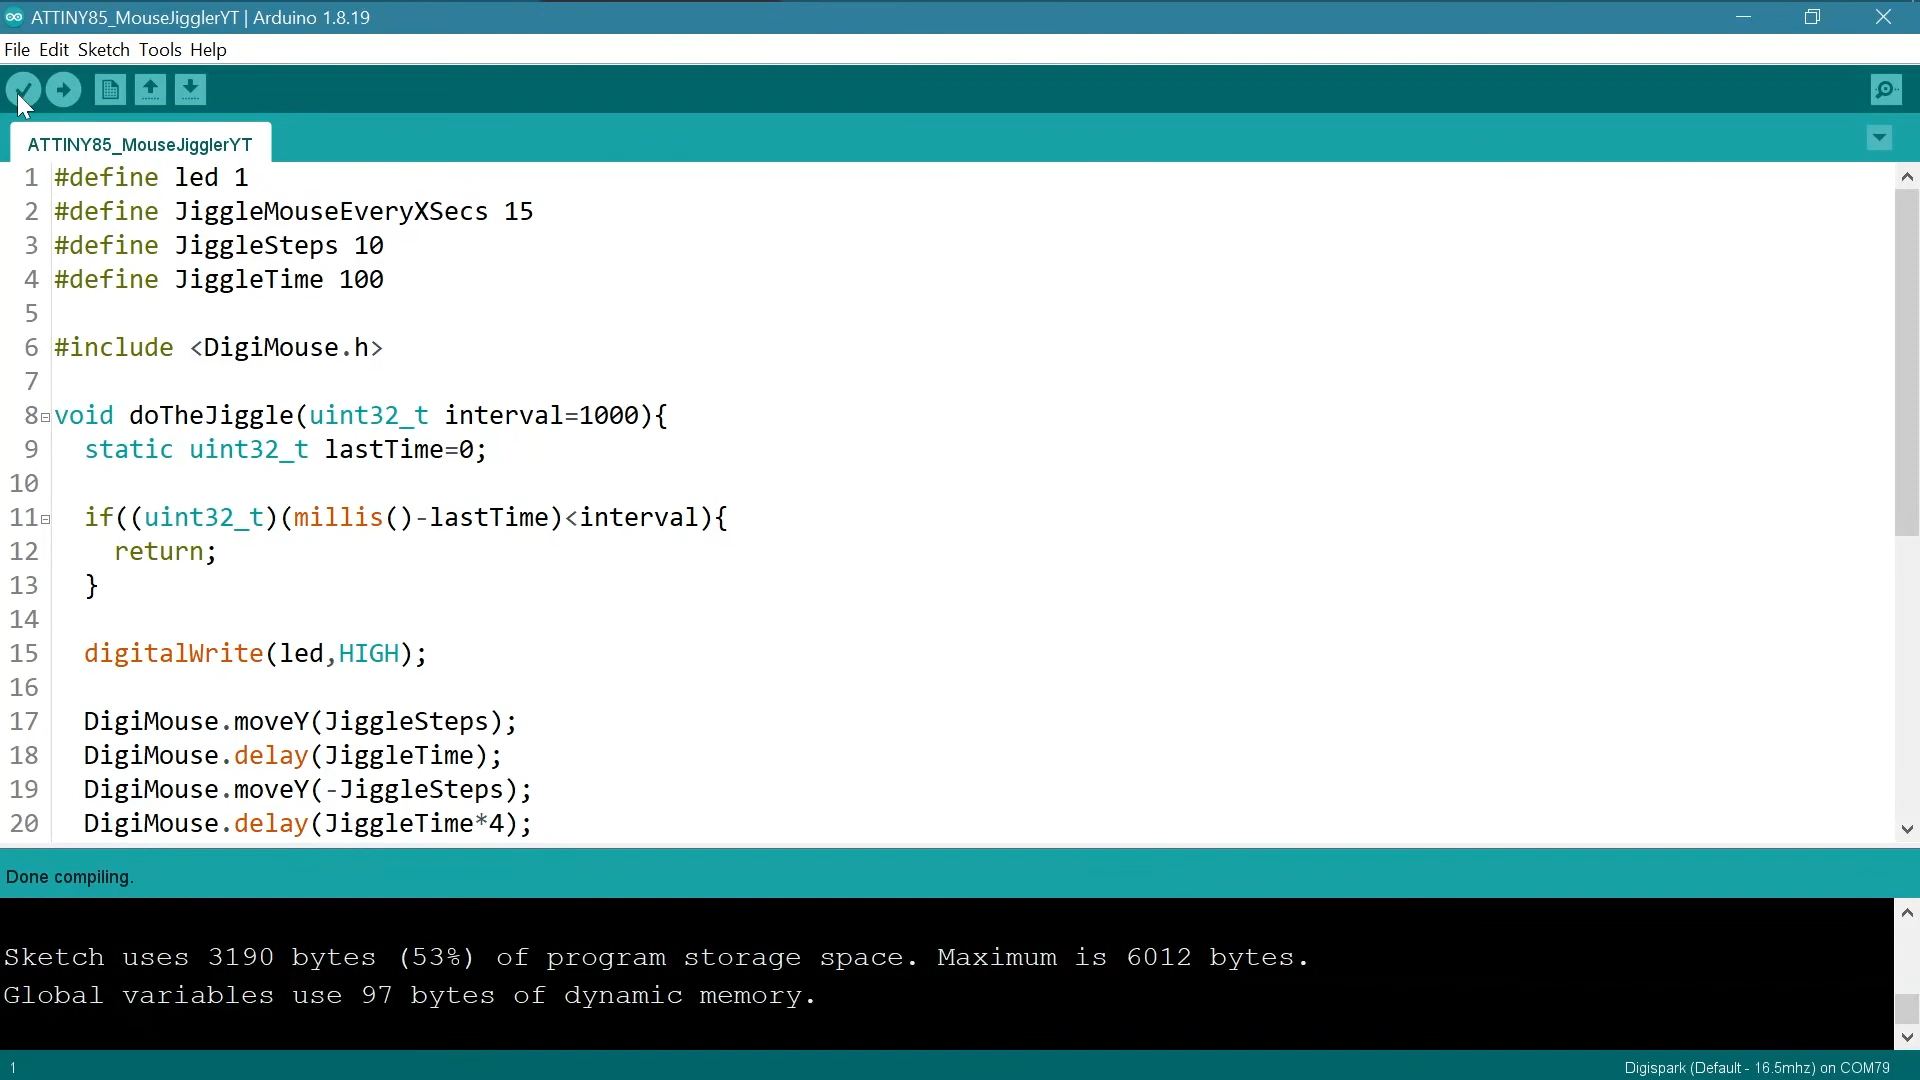 ATTINY85_MouseJigglerYT | Arduino 1.8.19
File Edit Sketch Tools Help
ATTINY85_MouseJigglerYT
1 #define led 1
2 #define JiggleMouseEveryXSecs 15
3 #define JiggleSteps 10
4 #define JiggleTime 100
5
6 #include <DigiMouse.h>
7
8 void doTheJiggle(uint32_t interval=1000){
9 static uint32_t lastTime=0;
10
11 if((uint32_t)(millis()-lastTime)<interval){
12 return;
13 }
14
15 digitalWrite(led,HIGH);
16
17 DigiMouse.moveY(JiggleSteps);
18 DigiMouse.delay(JiggleTime);
19 DigiMouse.moveY(-JiggleSteps);
20 DigiMouse.delay(JiggleTime*4);
Done compiling.
Sketch uses 3190 bytes (53%) of program storage space. Maximum is 6012 bytes.
Global variables use 97 bytes of dynamic memory.
1 Digispark (Default - 16.5mhz) on COM79